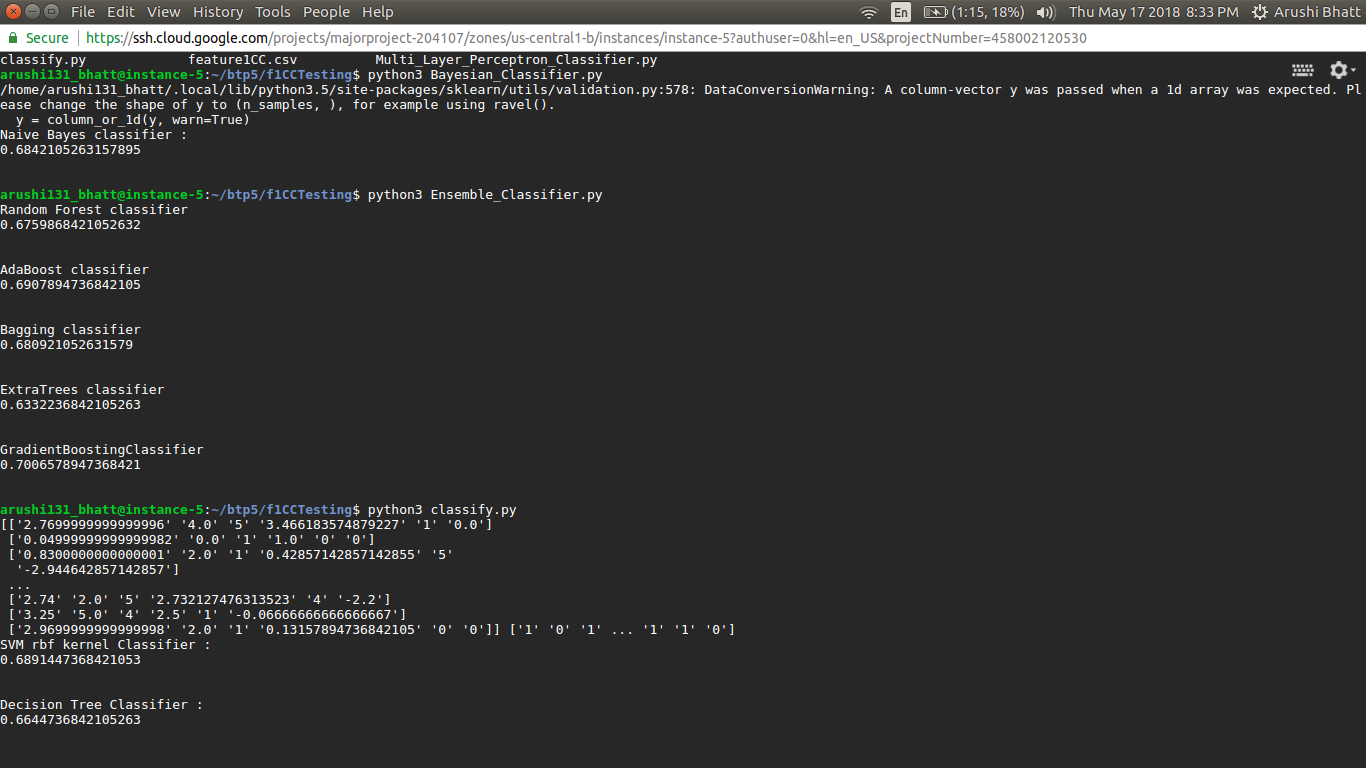 File Edit View History Tools People Help En (1:15, 18%) Thu May 17 2018 8:33 PM Arushi Bhatt
Secure https://ssh.cloud.google.com/projects/majorproject-204107/zones/us-central1-b/instances/instance-5?authuser=0&hl=en_US&projectNumber=458002120530
classify.py feature1CC.csv Multi_Layer_Perceptron_Classifier.py
arushi131_bhatt@instance-5:~/btp5/f1CCTesting$ python3 Bayesian_Classifier.py
/home/arushi131_bhatt/.local/lib/python3.5/site-packages/sklearn/utils/validation.py:578: DataConversionWarning: A column-vector y was passed when a 1d array was expected. Pl
ease change the shape of y to (n_samples, ), for example using ravel().
y = column_or_1d(y, warn=True)
Naive Bayes classifier :
0.6842105263157895
arushi131_bhatt@instance-5:~/btp5/f1CCTesting$ python3 Ensemble_Classifier.py
Random Forest classifier
0.6759868421052632
AdaBoost classifier
0.6907894736842105
Bagging classifier
0.680921052631579
ExtraTrees classifier
0.6332236842105263
GradientBoostingClassifier
0.7006578947368421
arushi131_bhatt@instance-5:~/btp5/f1CCTesting$ python3 classify.py
[['2.7699999999999996' '4.0' '5' '3.466183574879227' '1' '0.0']
['0.04999999999999982' '0.0' '1' '1.0' '0' '0']
['0.8300000000000001' '2.0' '1' '0.42857142857142855' '5'
'-2.944642857142857']
...
['2.74' '2.0' '5' '2.732127476313523' '4' '-2.2']
['3.25' '5.0' '4' '2.5' '1' '-0.06666666666666667']
['2.9699999999999998' '2.0' '1' '0.13157894736842105' '0' '0']] ['1' '0' '1' ... '1' '1' '0']
SVM rbf kernel Classifier :
0.6891447368421053
Decision Tree Classifier :
0.6644736842105263